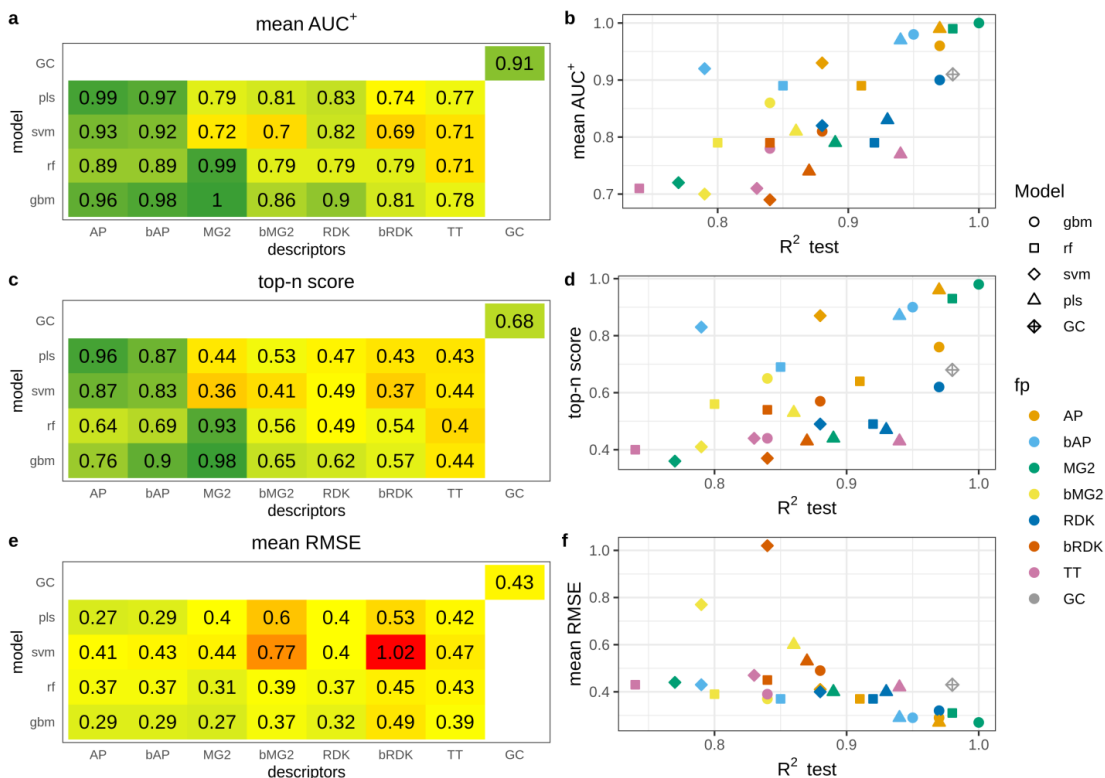 a
mean AUC+
GC
0.91
pls
0.99 0.97 0.79 0.81 0.83 0.74 0.77
svm
0.93 0.92 0.72 0.7 0.82 0.69 0.71
rf
0.89 0.89 0.99 0.79 0.79 0.79 0.71
gbm
0.96 0.98 1 0.86 0.9 0.81 0.78
model
AP bAP MG2 bMG2 RDK bRDK TT GC
descriptors
b
mean AUC+
1.0
0.9
0.8
0.7
0.8 0.9 1.0
R2 test
c
top-n score
GC
0.68
pls
0.96 0.87 0.44 0.53 0.47 0.43 0.43
svm
0.87 0.83 0.36 0.41 0.49 0.37 0.44
rf
0.64 0.69 0.93 0.56 0.49 0.54 0.4
gbm
0.76 0.9 0.98 0.65 0.62 0.57 0.44
model
AP bAP MG2 bMG2 RDK bRDK TT GC
descriptors
d
top-n score
1.0
0.8
0.6
0.4
0.8 0.9 1.0
R2 test
e
mean RMSE
GC
0.43
pls
0.27 0.29 0.4 0.6 0.4 0.53 0.42
svm
0.41 0.43 0.44 0.77 0.4 1.02 0.47
rf
0.37 0.37 0.31 0.39 0.37 0.45 0.43
gbm
0.29 0.29 0.27 0.37 0.32 0.49 0.39
model
AP bAP MG2 bMG2 RDK bRDK TT GC
descriptors
f
mean RMSE
1.0
0.8
0.6
0.4
0.8 0.9 1.0
R2 test
Model
gbm
rf
svm
pls
GC
fp
AP
bAP
MG2
bMG2
RDK
bRDK
TT
GC